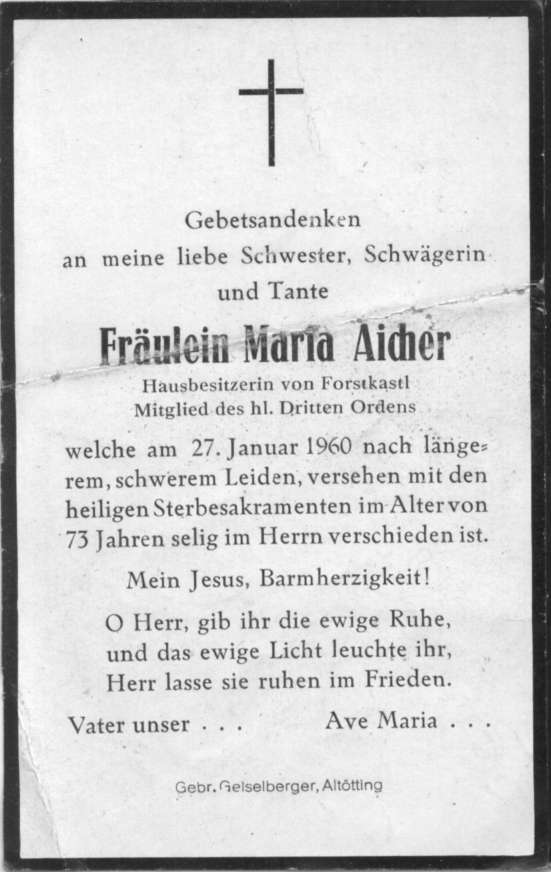 Gebetsandenken
an meine liebe Schwester, Schwägerin
und Tante
Fräulein Maria Aicher
Hausbesitzerin von Forstkastl
Mitglied des hl. Dritten Ordens
welche am 27. Januar 1960 nach länge=
rem, schwerem Leiden, versehen mit den
heiligen Sterbesakramenten im Alter von
73 Jahren selig im Herrn verschieden ist.
Mein Jesus, Barmherzigkeit!
O Herr, gib ihr die ewige Ruhe,
und das ewige Licht leuchte ihr,
Herr lasse sie ruhen im Frieden.
Vater unser . . . Ave Maria . . .
Gebr. Geiselberger, Altötting